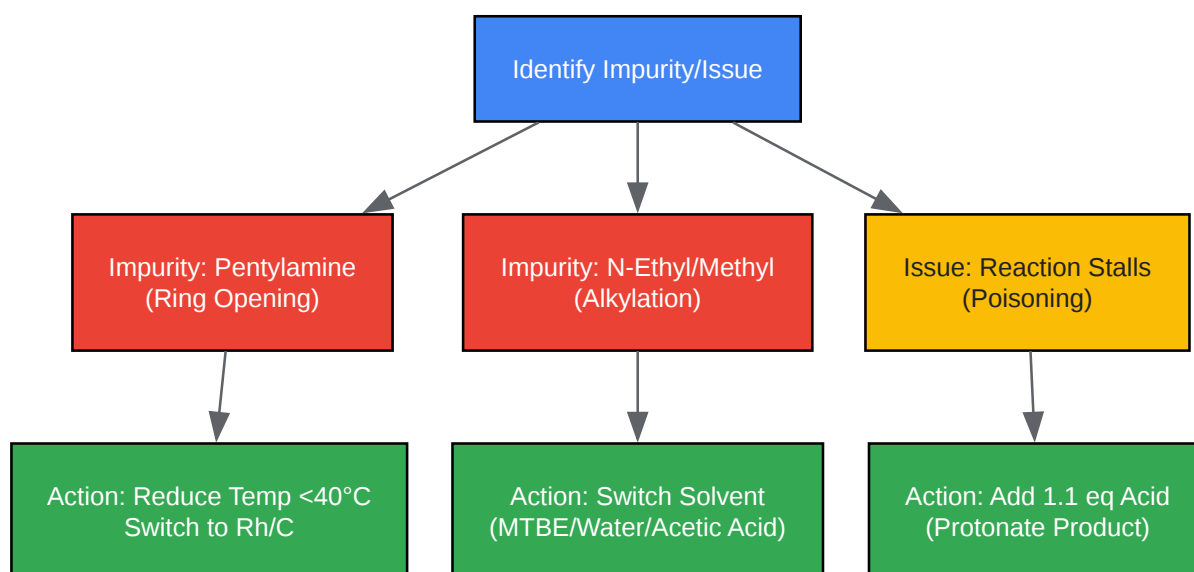 Identify Impurity/Issue
Impurity: Pentylamine
(Ring Opening)
Impurity: N-Ethyl/Methyl
(Alkylation)
Issue: Reaction Stalls
(Poisoning)
Action: Reduce Temp <40°C
Switch to Rh/C
Action: Switch Solvent
(MTBE/Water/Acetic Acid)
Action: Add 1.1 eq Acid
(Protonate Product)